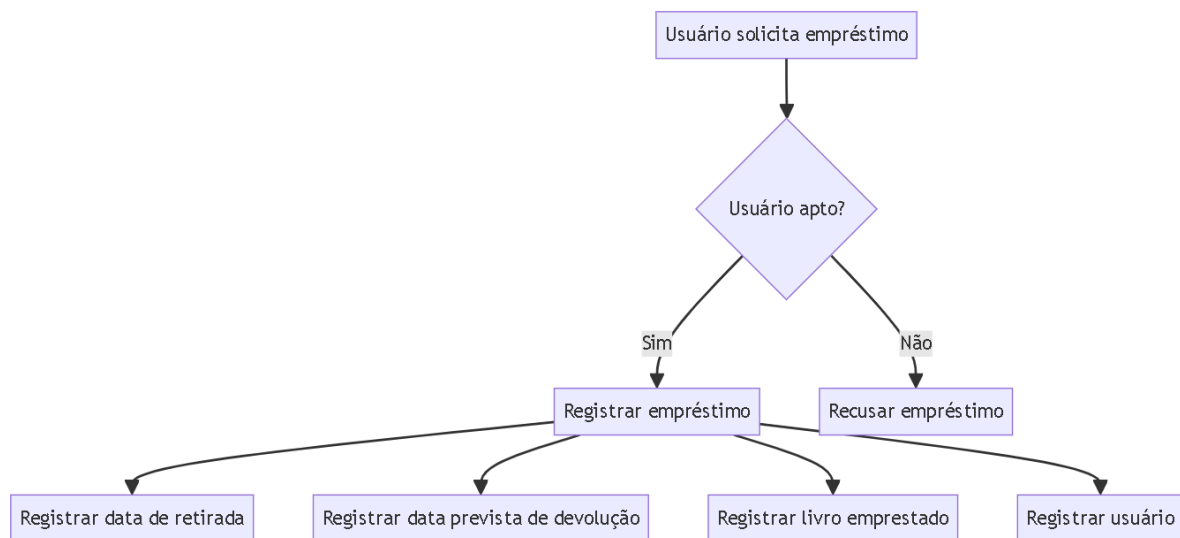 Usuário solicita empréstimo
Usuário apto?
Sim
Não
Registrar empréstimo
Recusar empréstimo
Registrar data de retirada
Registrar data prevista de devolução
Registrar livro emprestado
Registrar usuário